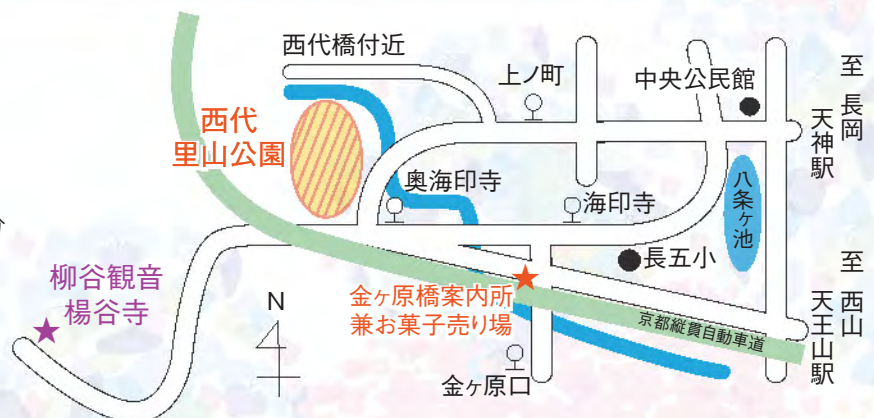 西代橋付近
上ノ町
中央公民館
至 長岡
天神駅
西代
里山公園
奥海印寺
海印寺
八条ヶ池
長五小
至 西山
天王山駅
柳谷観音
楊谷寺
N
金ヶ原橋案内所
兼お菓子売り場
京都縦貫自動車道
金ヶ原口